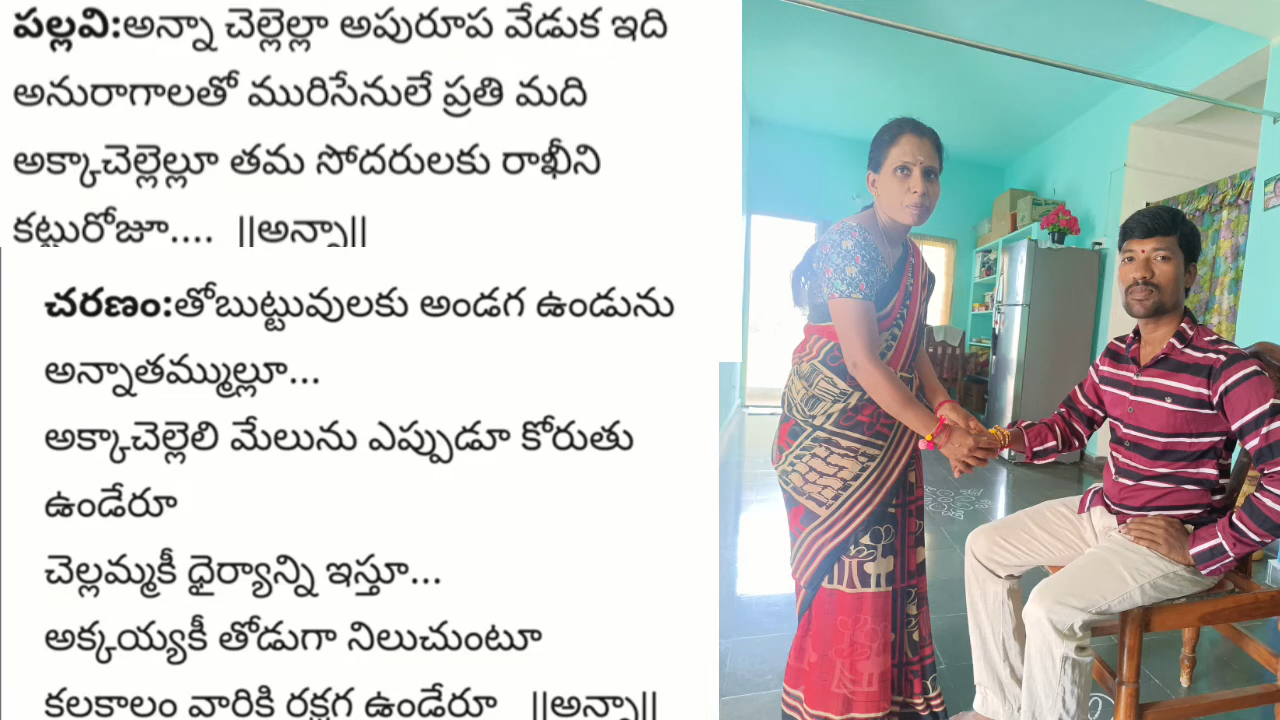 పల్లవి:అన్నా చెల్లెల్లా అపురూప వేడుక ఇది
అనురాగాలతో మురిసేనులే ప్రతి మది
అక్కాచెల్లెల్లూ తమ సోదరులకు రాఖీని
కట్టురోజూ.... ||అన్నా||
చరణం:తోబుట్టువులకు అండగ ఉండును
అన్నాతమ్ముల్లూ...
అక్కాచెల్లెలి మేలును ఎప్పుడూ కోరుతు
ఉండేరూ
చెల్లమ్మకీ ధైర్యాన్ని ఇస్తూ...
అక్కయ్యకీ తోడుగా నిలుచుంటూ
కలకాలం వారికి రక్షగ ఉండేరూ ||అన్నా||